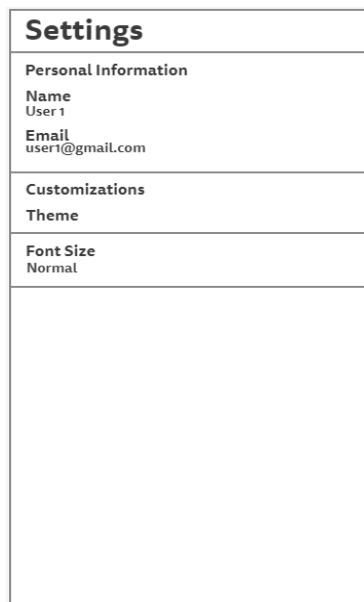 Settings
Personal Information
Name
User 1
Email
user1@gmail.com
Customizations
Theme
Font Size
Normal